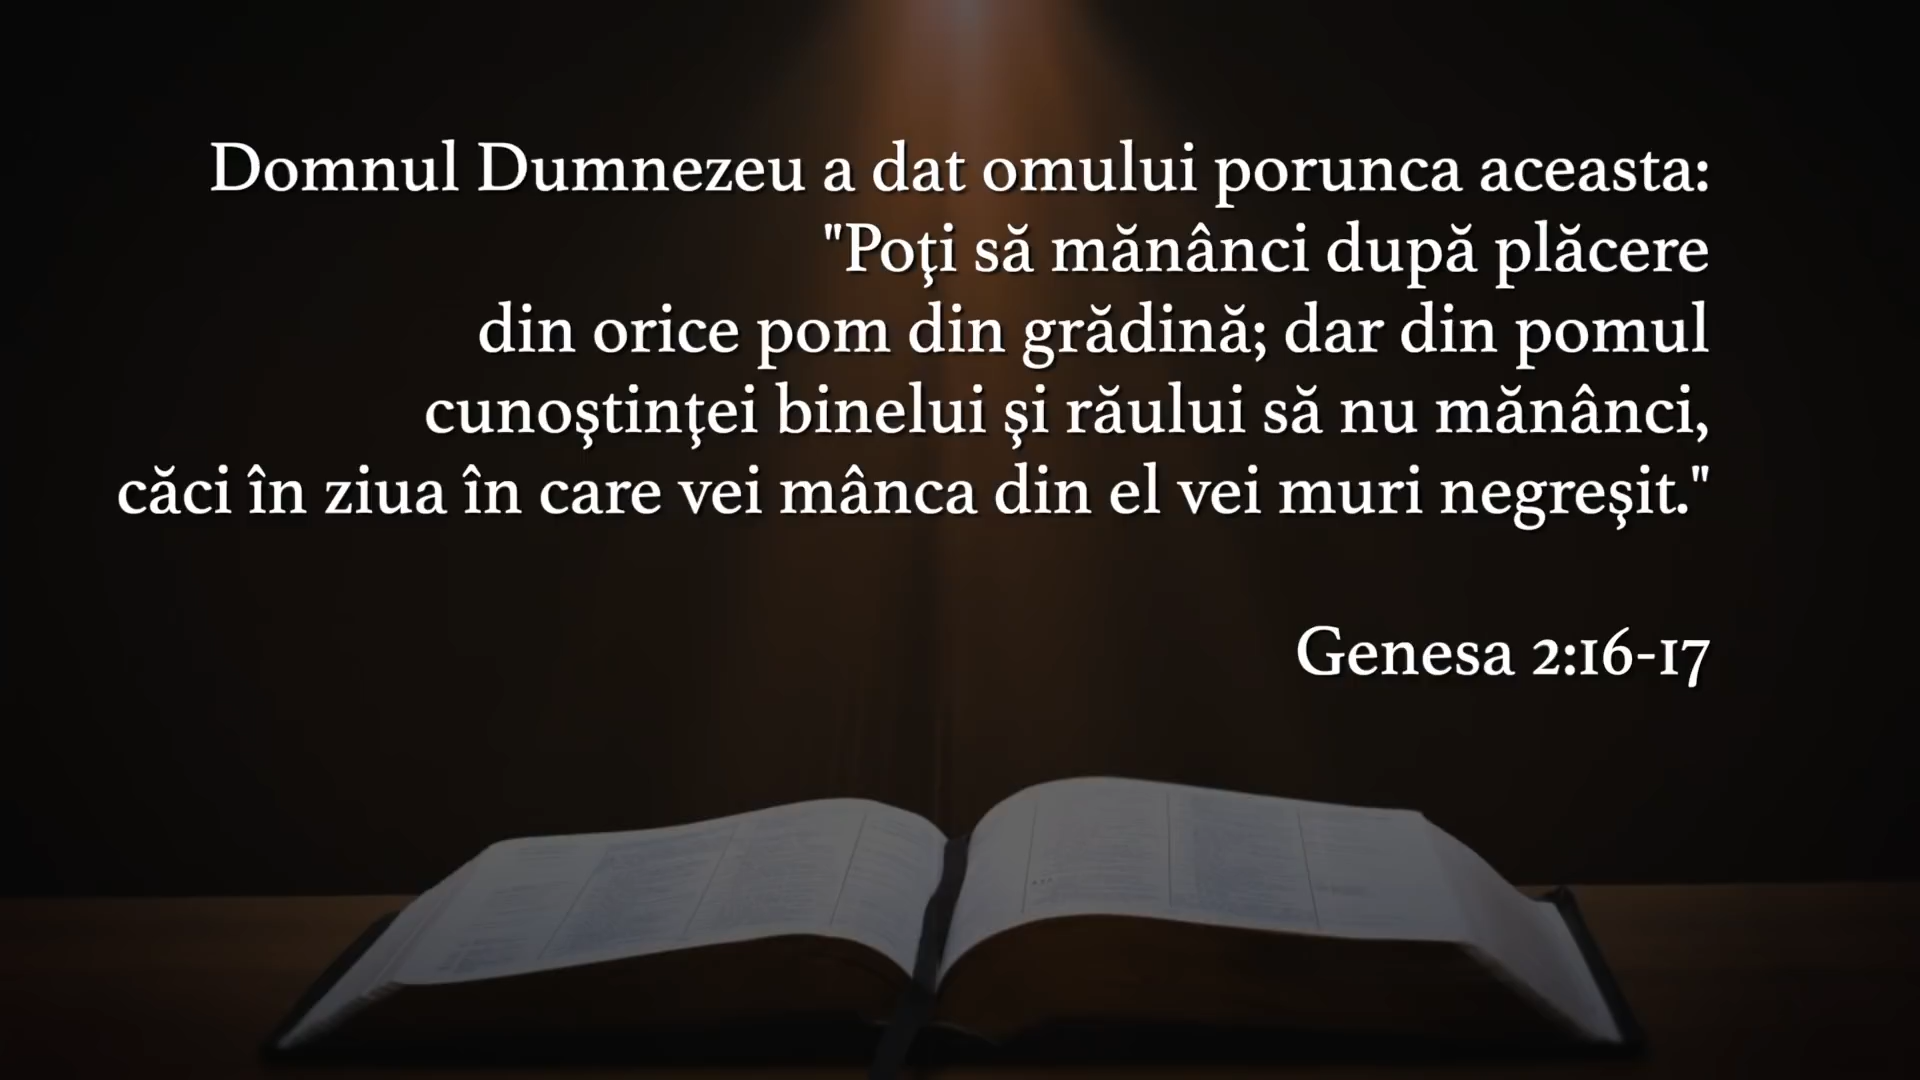 Domnul Dumnezeu a dat omului porunca aceasta:
"Poţi să mănânci după plăcere
din orice pom din grădină; dar din pomul
cunoştinţei binelui şi răului să nu mănânci,
căci în ziua în care vei mânca din el vei muri negreşit."
Genesa 2:16-17